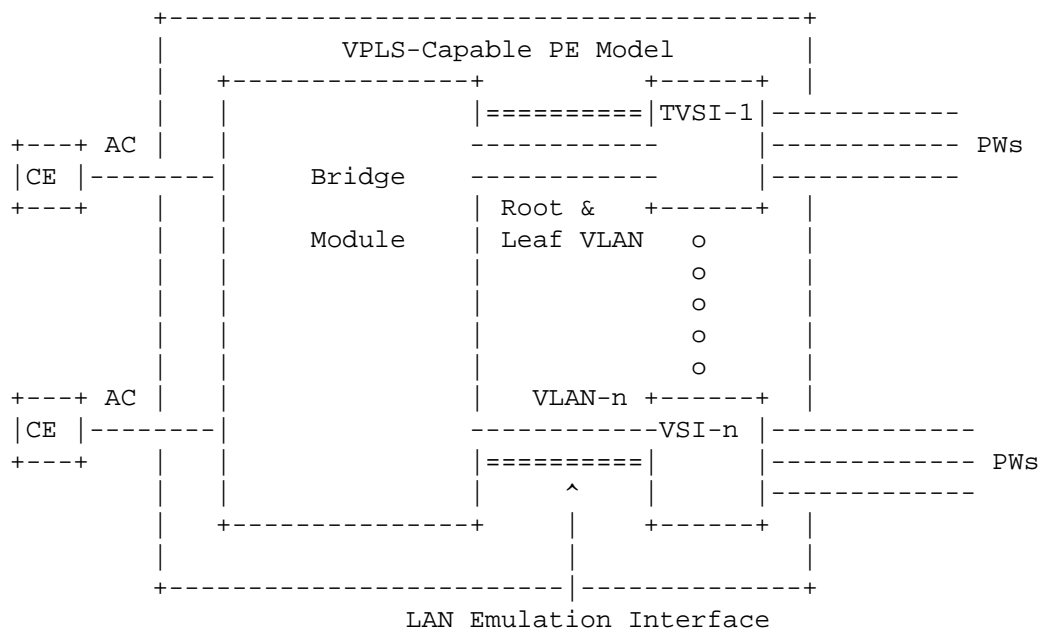 VPLS-Capable PE Model
TVSI-1
AC PWs
CE Bridge
Root &
Module Leaf VLAN o
o
o
o
o
AC VLAN-n
CE VSI-n
PWs
^
LAN Emulation Interface